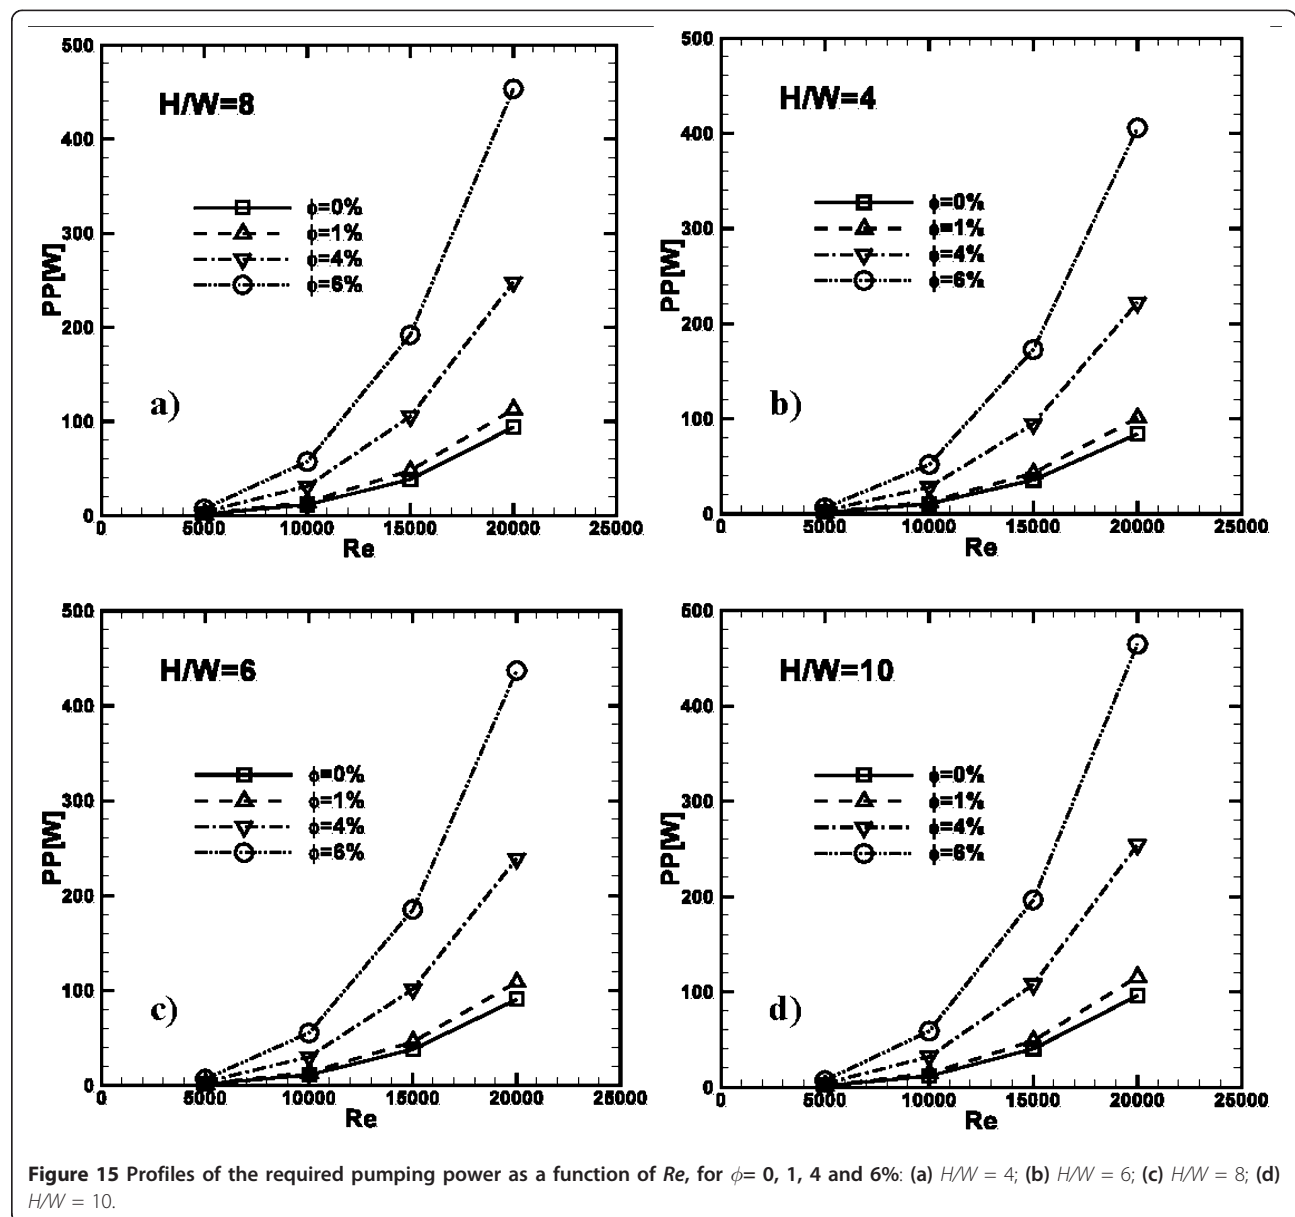 500
400
300
200
100
0
PP[W]
H/W=8
ϕ=0%
ϕ=1%
ϕ=4%
ϕ=6%
a)
0 5000 10000 15000 20000 25000
Re
500
400
300
200
100
0
PP[W]
H/W=4
ϕ=0%
ϕ=1%
ϕ=4%
ϕ=6%
b)
0 5000 10000 15000 20000 25000
Re
500
400
300
200
100
0
PP[W]
H/W=6
ϕ=0%
ϕ=1%
ϕ=4%
ϕ=6%
c)
0 5000 10000 15000 20000 25000
Re
500
400
300
200
100
0
PP[W]
H/W=10
ϕ=0%
ϕ=1%
ϕ=4%
ϕ=6%
d)
0 5000 10000 15000 20000 25000
Re
Figure 15 Profiles of the required pumping power as a function of Re, for ϕ= 0, 1, 4 and 6%: (a) H/W = 4; (b) H/W = 6; (c) H/W = 8; (d)
H/W = 10.